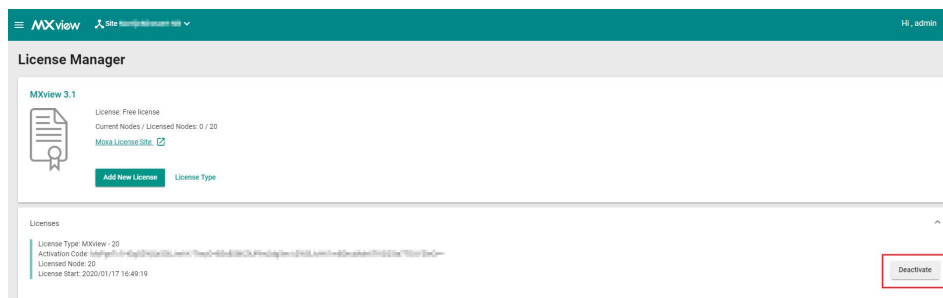 MXview Site
Hi , admin
License Manager
MXview 3.1
License: Free license
Current Nodes / Licensed Nodes: 0 / 20
Moxa License Site
Add New License License Type
Licenses
License Type: MXview - 20
Activation Code:
Licensed Node: 20
License Start: 2020/01/17 16:49:19
Deactivate